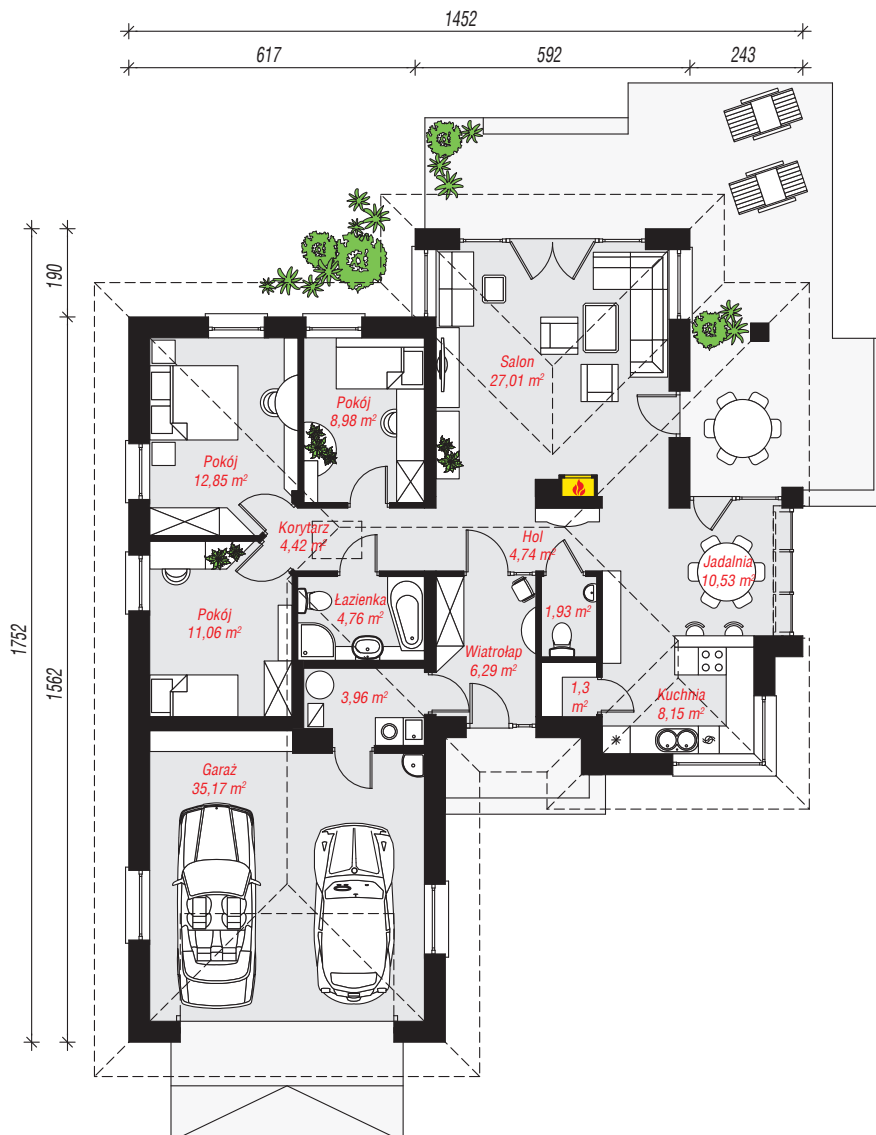 1452
617
592
243
190
1752
1562
Salon
27,01 m²
Pokój
8,98 m²
Pokój
12,85 m²
Korytarz
4,42 m²
Hol
4,74 m²
Jadalnia
10,53 m²
Pokój
11,06 m²
Łazienka
4,76 m²
1,93 m²
Wiatrołap
6,29 m²
3,96 m²
1,3
m²
Kuchnia
8,15 m²
Garaż
35,17 m²